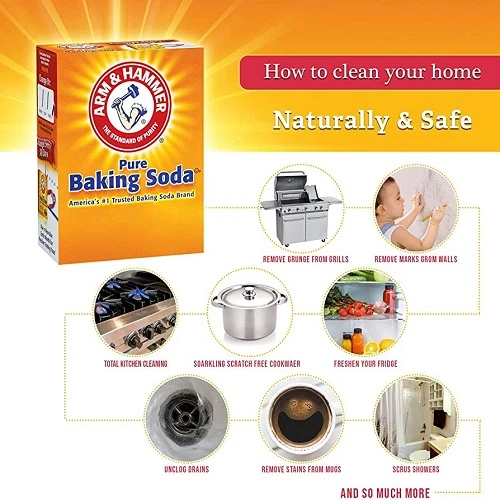 ARM & HAMMER
THE STANDARD OF PURITY
Pure
Baking Soda
America's #1 Trusted Baking Soda Brand
How to clean your home
Naturally & Safe
REMOVE GRUNGE FROM GRILLS
REMOVE MARKS GROM WALLS
TOTAL KITCHEN CLEANING
SOARKLING SCRATCH FREE COOKWAER
FRESHEN YOUR FRIDGE
UNCLOG DRAINS
REMOVE STAINS FROM MUGS
SCRUS SHOWERS
AND SO MUCH MORE